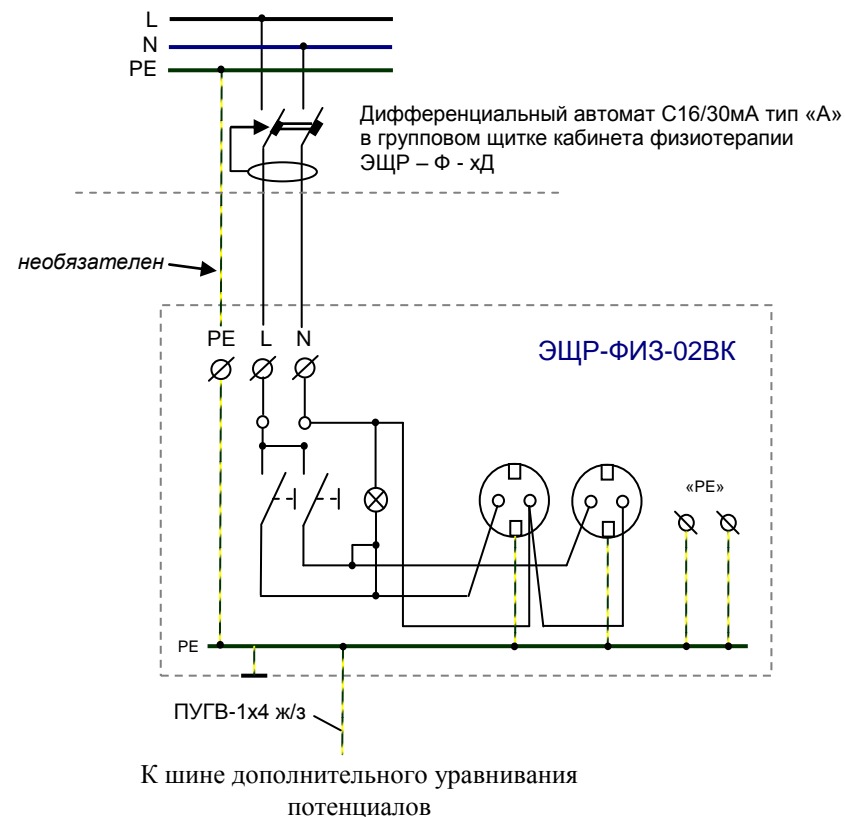 L
N
PE
Дифференциальный автомат С16/30мА тип «А»
в групповом щитке кабинета физиотерапии
ЭЩР – Ф - хД
необязателен
PE L N
ЭЩР-ФИЗ-02ВК
«PE»
PE
ПУГВ-1х4 ж/з
К шине дополнительного уравнивания
потенциалов